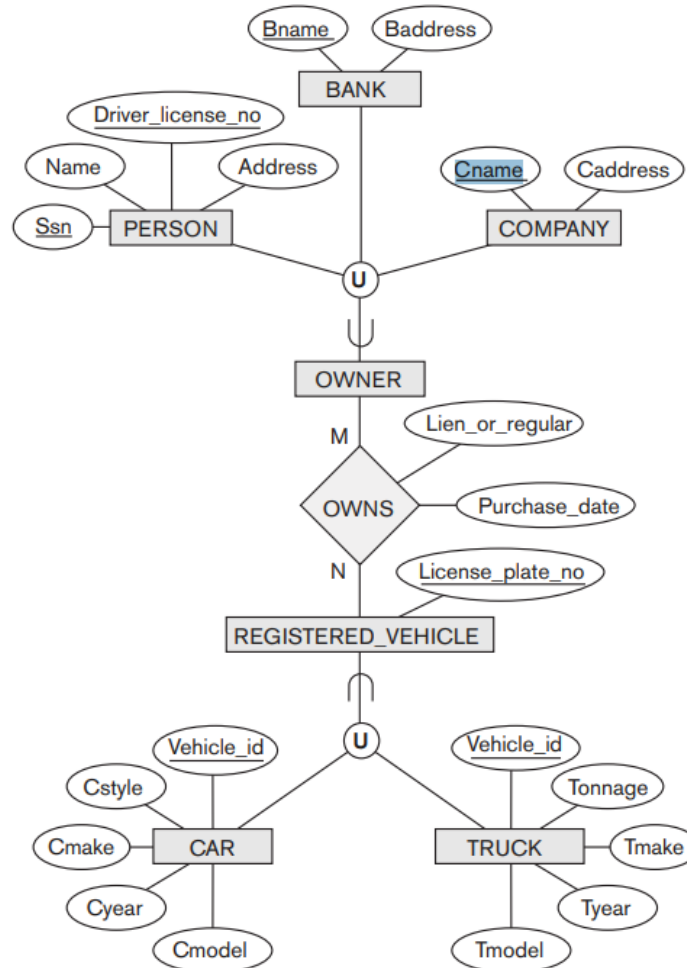 Bname
Baddress
BANK
Driver_license_no
Name
Address
Cname
Caddress
Ssn
PERSON
COMPANY
U
OWNER
M
Lien_or_regular
OWNS
Purchase_date
N
License_plate_no
REGISTERED_VEHICLE
U
Vehicle_id
Vehicle_id
Cstyle
Tonnage
Cmake
CAR
TRUCK
Tmake
Cyear
Tyear
Cmodel
Tmodel